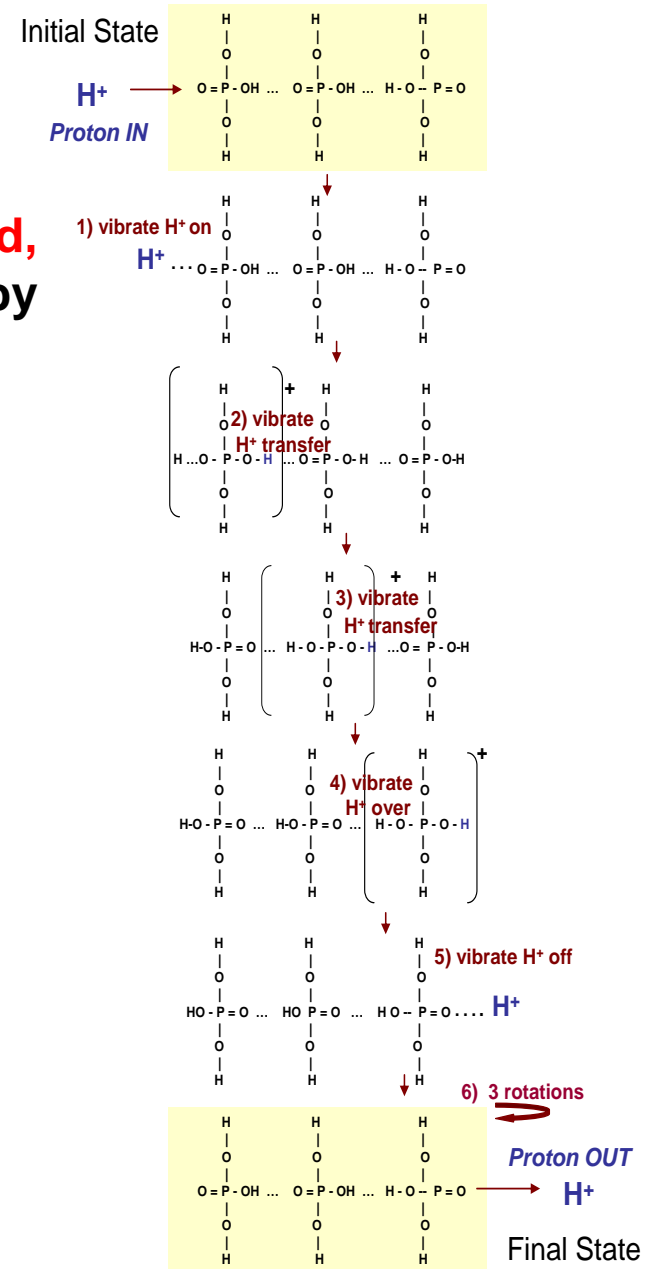 Initial State
H
|
O
|
O = P - OH ... O = P - OH ... H - O -- P = O
|
O
|
H
H+
Proton IN
d,
by
1) vibrate H+ on
H
|
O
|
H+ .... O = P - OH ... O = P - OH ... H - O -- P = O
|
O
|
H
2) vibrate
H+ transfer
H
|
O
|
H ...O - P - O - H ... O = P - O - H ... O = P - O-H
|
O
|
H
+
3) vibrate
H+ transfer
H
|
O
|
H-O - P = O ... H - O - P - O - H ...O = P - O-H
|
O
|
H
+
4) vibrate
H+ over
H
|
O
|
H-O - P = O ... H-O - P = O ... H - O - P - O - H
|
O
|
H
+
5) vibrate H+ off
H
|
O
|
HO - P = O ... HO P = O ... H O -- P = O .... H+
|
O
|
H
6) 3 rotations
H
|
O
|
O = P - OH ... O = P - OH ... H - O -- P = O
|
O
|
H
Proton OUT
H+
Final State